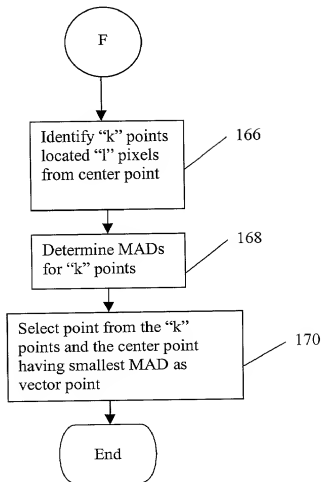 F
Identify “k” points
located “l” pixels
from center point
166
Determine MADs
for “k” points
168
Select point from the “k”
points and the center point
having smallest MAD as
vector point
170
End